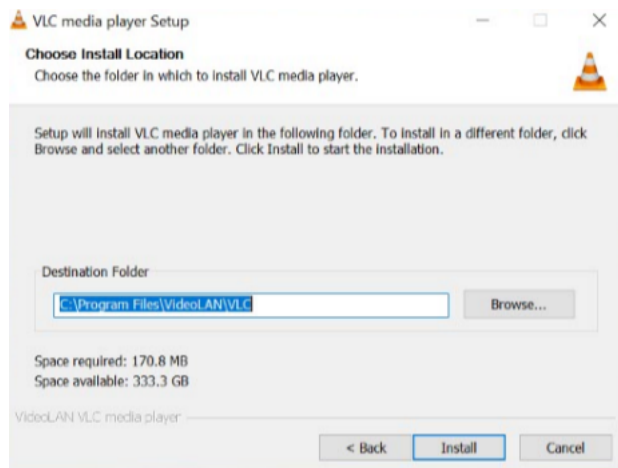 VLC media player Setup
Choose Install Location
Choose the folder in which to install VLC media player.
Setup will install VLC media player in the following folder. To install in a different folder, click
Browse and select another folder. Click Install to start the installation.
Destination Folder
C:\Program Files\VideoLAN\VLC
Browse...
Space required: 170.8 MB
Space available: 333.3 GB
VideoLAN VLC media player
< Back
Install
Cancel